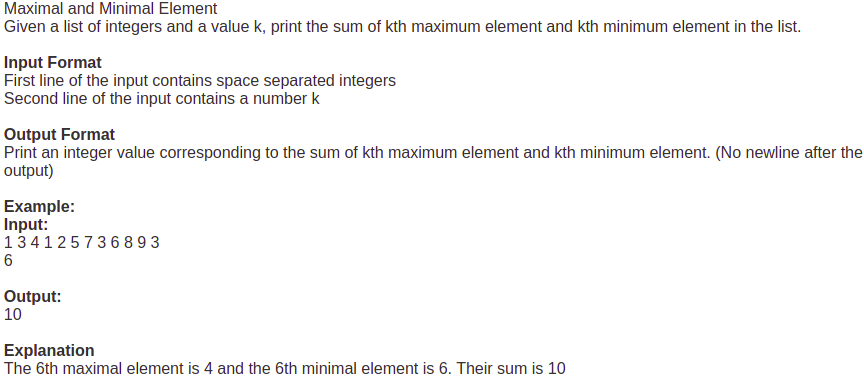 Maximal and Minimal Element
Given a list of integers and a value k, print the sum of kth maximum element and kth minimum element in the list.
Input Format
First line of the input contains space separated integers
Second line of the input contains a number k
Output Format
Print an integer value corresponding to the sum of kth maximum element and kth minimum element. (No newline after the
output)
Example:
Input:
1 3 4 1 2 5 7 3 6 8 9 3
6
Output:
10
Explanation
The 6th maximal element is 4 and the 6th minimal element is 6. Their sum is 10